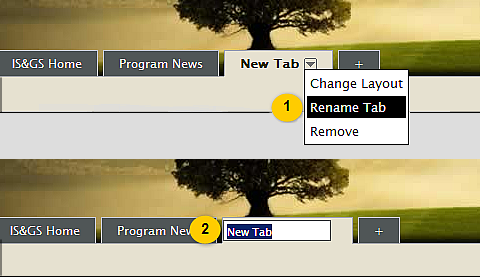 IS&GS Home Program News New Tab +
Change Layout
1 Rename Tab
Remove
IS&GS Home Program New 2 New Tab +